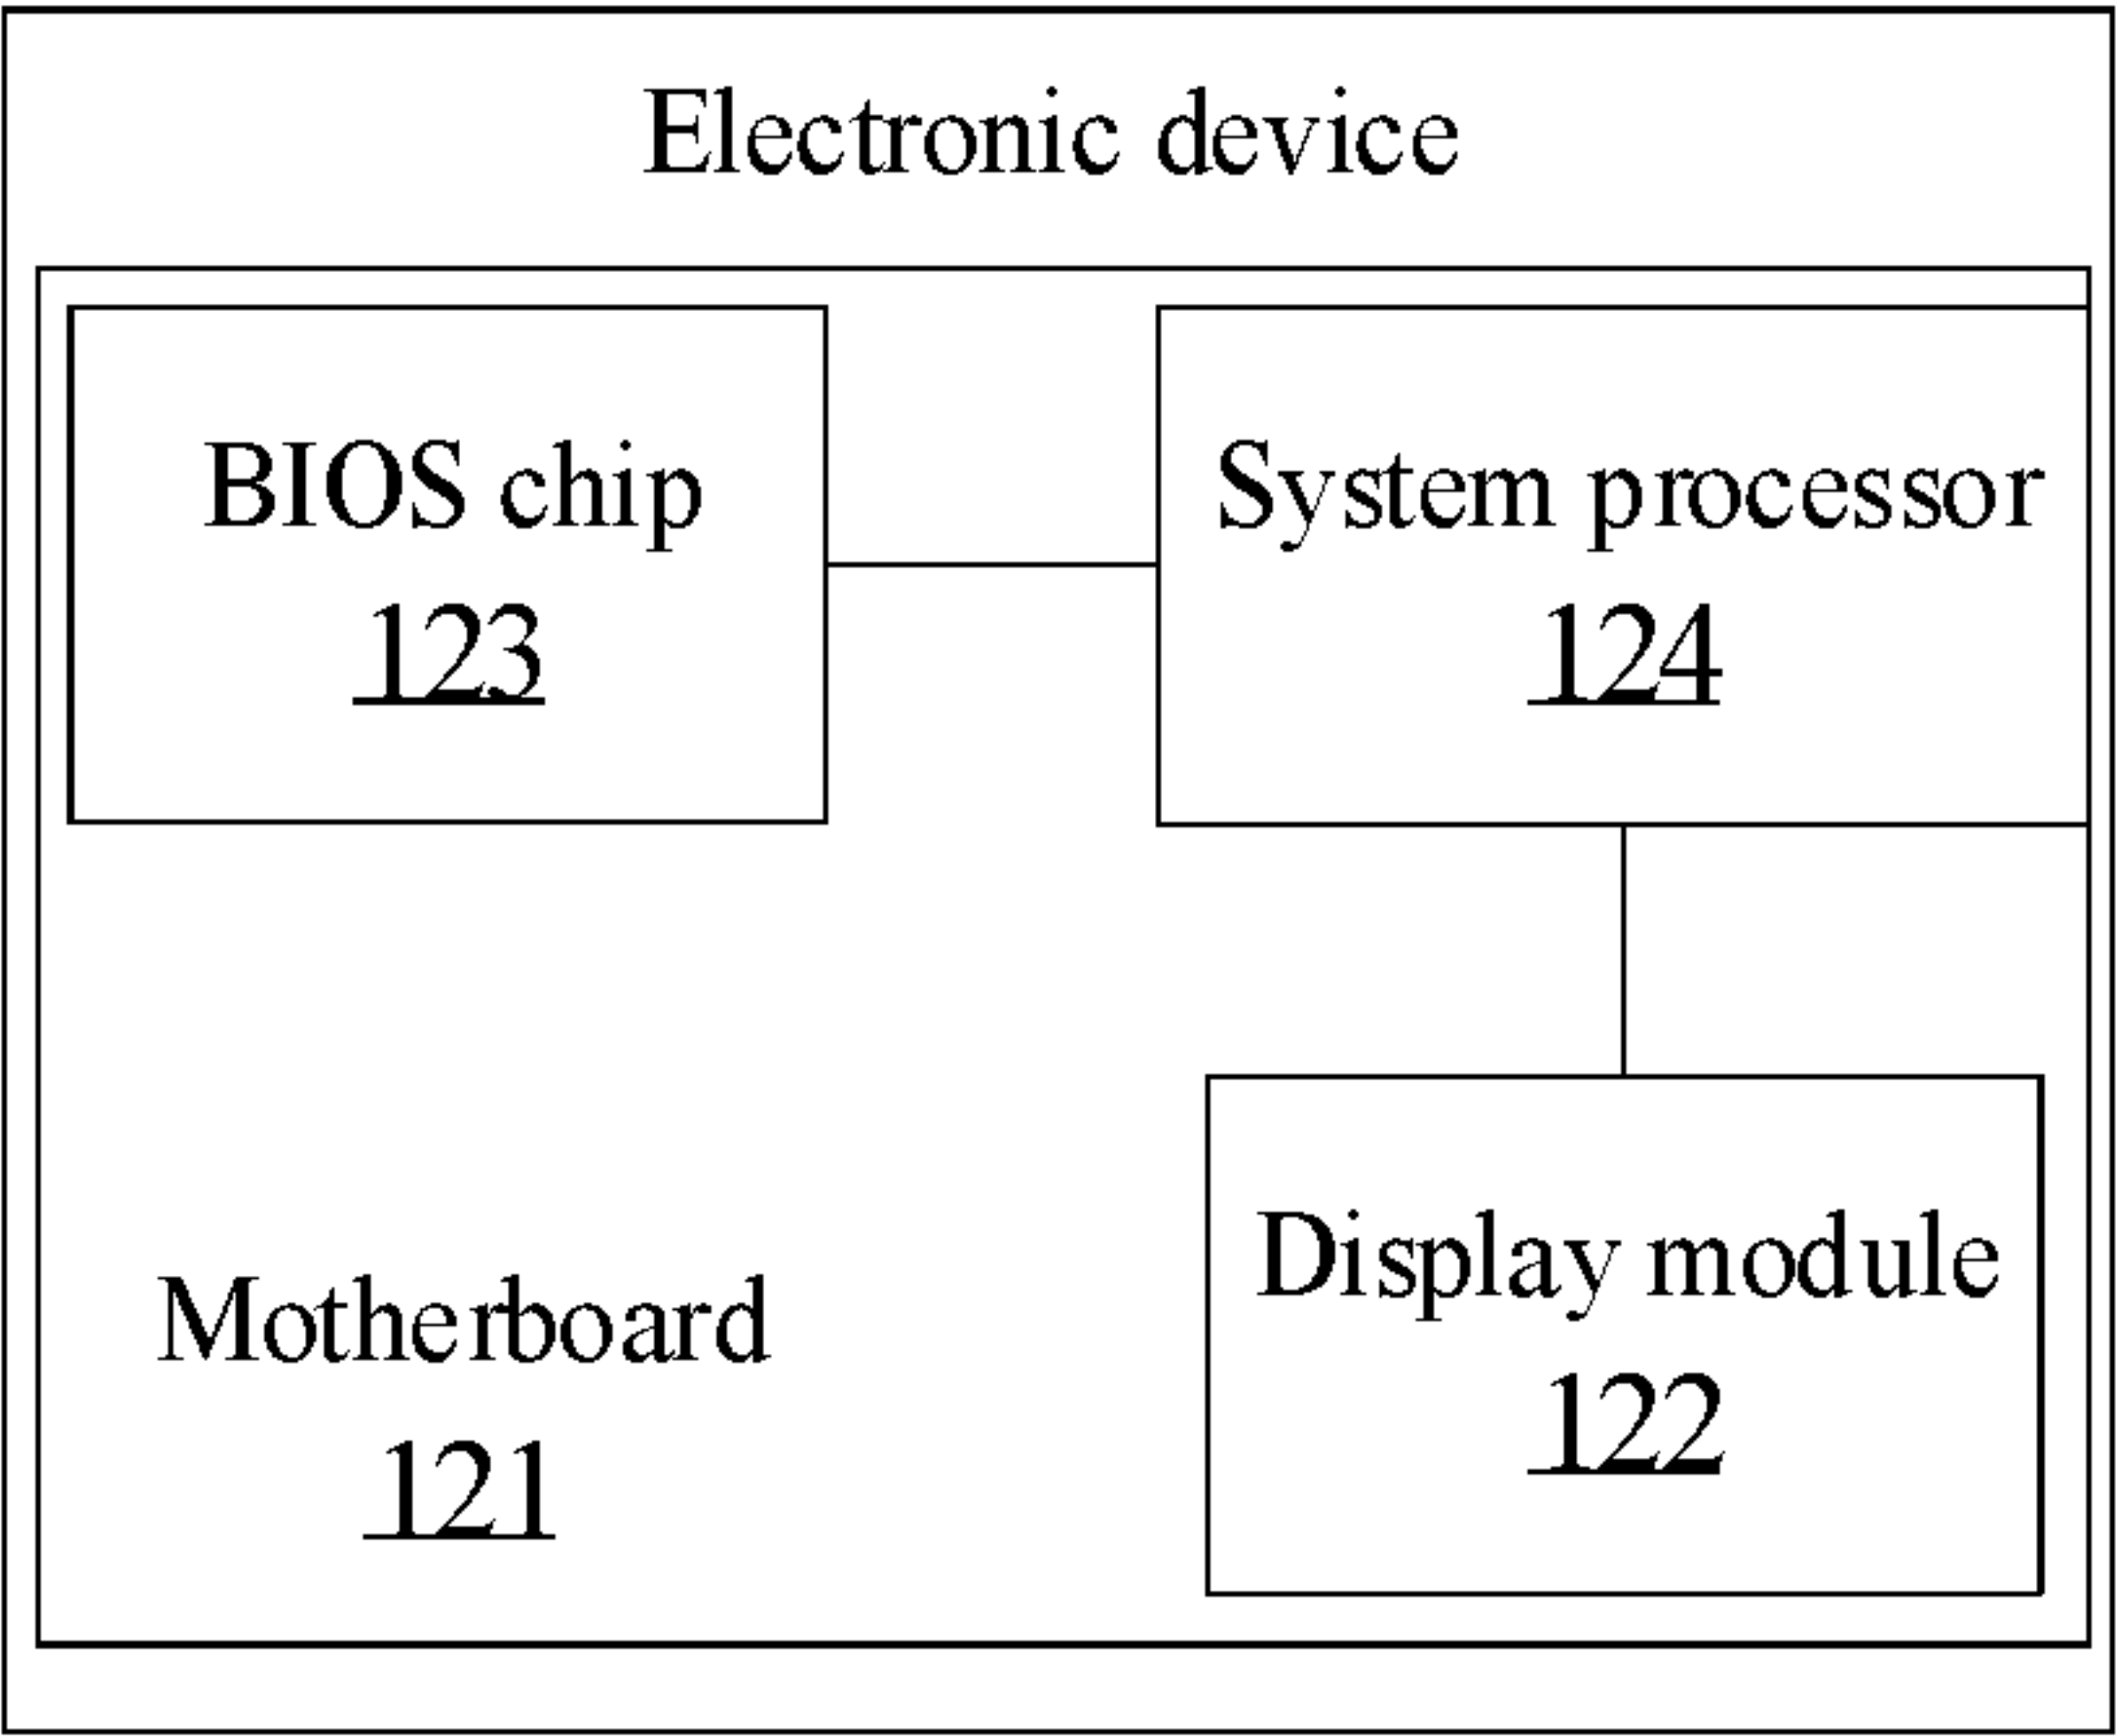 Electronic device
BIOS chip
123
System processor
124
Display module
122
Motherboard
121